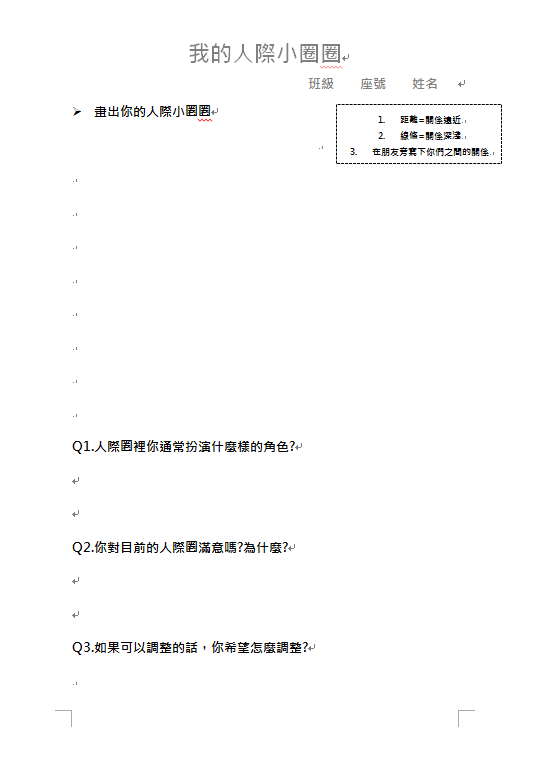 我的人際小圈圈
班級 座號 姓名
➢ 畫出你的人際小圈圈
1. 距離=關係遠近
2. 線條=關係深淺
3. 在朋友旁寫下你們之間的關係
Q1.人際圈裡你通常扮演什麼樣的角色?
Q2.你對目前的人際圈滿意嗎?為什麼?
Q3.如果可以調整的話，你希望怎麼調整?